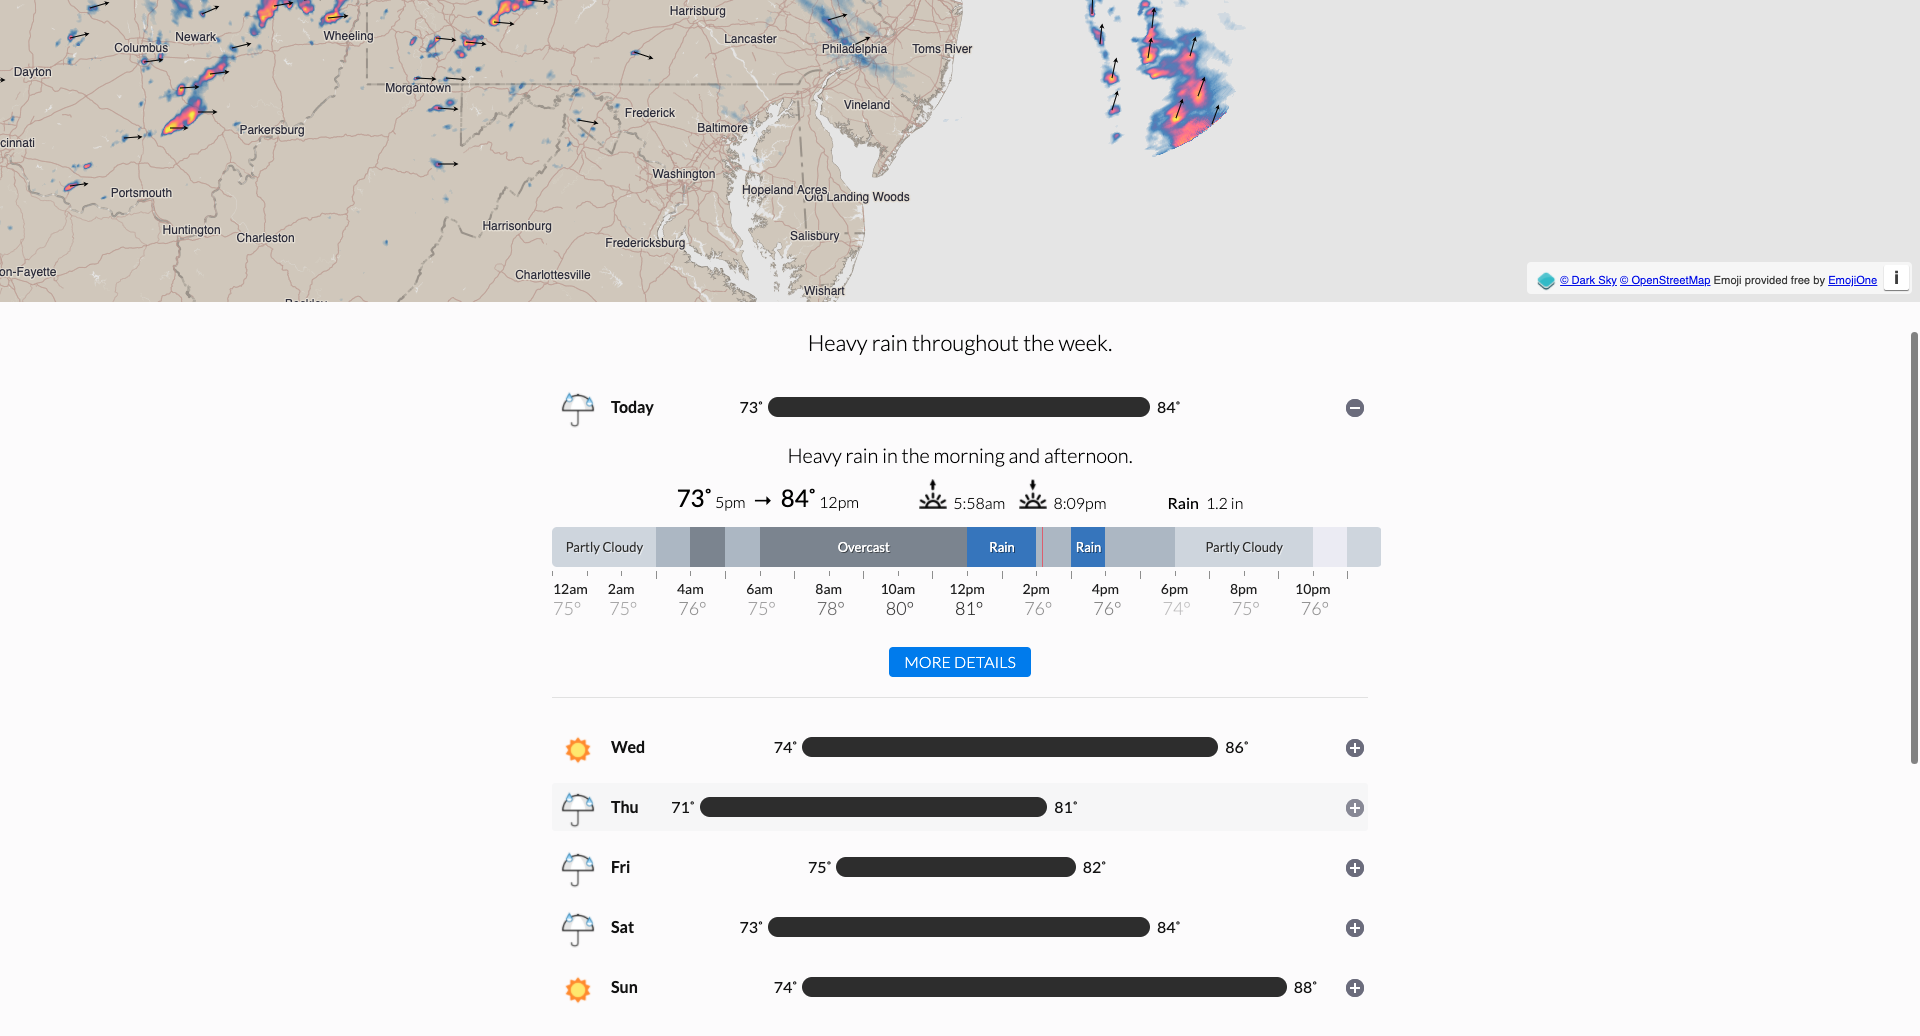 Harrisburg
Newark
Wheeling
Lancaster
Columbus
Philadelphia
Toms River
Dayton
Morgantown
Vineland
Frederick
Parkersburg
Baltimore
cinnati
Washington
Portsmouth
Hopeland Acres
Old Landing Woods
Huntington
Charleston
Harrisonburg
Salisbury
Fredericksburg
on-Fayette
Charlottesville
© Dark Sky © OpenStreetMap Emoji provided free by EmojiOne i
Wishart
Heavy rain throughout the week.
Today 73° 84°
Heavy rain in the morning and afternoon.
73° 5pm → 84° 12pm 5:58am 8:09pm Rain 1.2 in
Partly Cloudy Overcast Rain Rain Partly Cloudy
12am 2am 4am 6am 8am 10am 12pm 2pm 4pm 6pm 8pm 10pm
75° 75° 76° 75° 78° 80° 81° 76° 76° 74° 75° 76°
MORE DETAILS
Wed 74° 86°
Thu 71° 81°
Fri 75° 82°
Sat 73° 84°
Sun 74° 88°